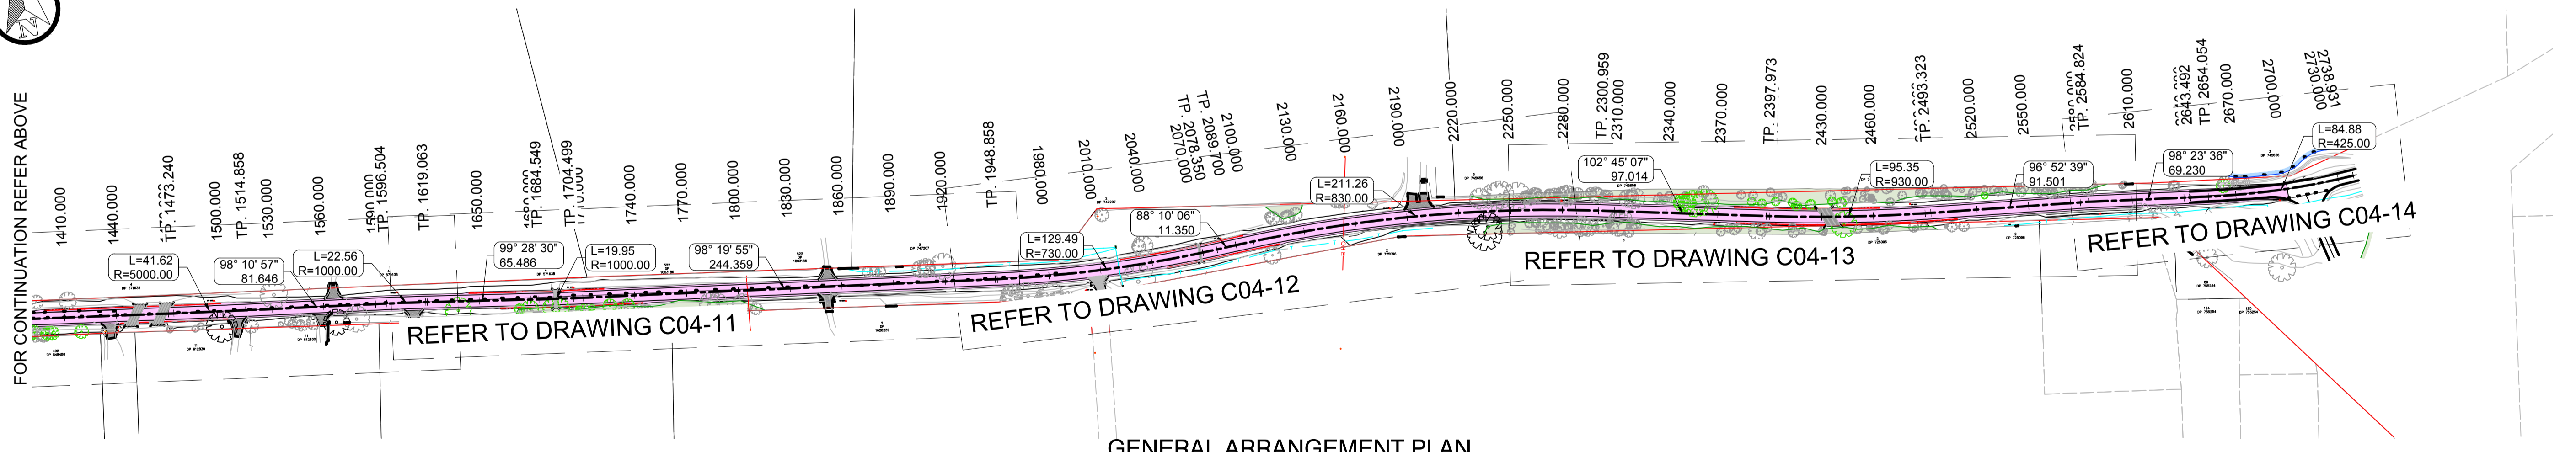 N
FOR CONTINUATION REFER ABOVE
1410.000
1440.000
TP. 1473.240
1500.000
TP. 1514.858
1530.000
1560.000
1590.000
TP. 1596.504
TP. 1619.063
1650.000
TP. 1684.549
TP. 1704.499
1710.000
1740.000
1770.000
1800.000
1830.000
1860.000
1890.000
1920.000
TP. 1948.858
1980.000
2010.000
2040.000
2070.000
TP. 2078.350
TP. 2089.700
2100.000
2130.000
2160.000
2190.000
2220.000
2250.000
2280.000
TP. 2300.959
2310.000
2340.000
2370.000
TP. 2397.973
2430.000
2460.000
TP. 2493.323
2520.000
2550.000
2580.000
TP. 2584.824
2610.000
2643.492
TP. 2654.054
2670.000
2700.000
2730.000
2738.931
L=41.62
R=5000.00
98° 10' 57"
81.646
L=22.56
R=1000.00
99° 28' 30"
65.486
L=19.95
R=1000.00
98° 19' 55"
244.359
L=129.49
R=730.00
88° 10' 06"
11.350
L=211.26
R=830.00
102° 45' 07"
97.014
L=95.35
R=930.00
96° 52' 39"
91.501
98° 23' 36"
69.230
L=84.88
R=425.00
REFER TO DRAWING C04-11
REFER TO DRAWING C04-12
REFER TO DRAWING C04-13
REFER TO DRAWING C04-14
GENERAL ARRANGEMENT PLAN